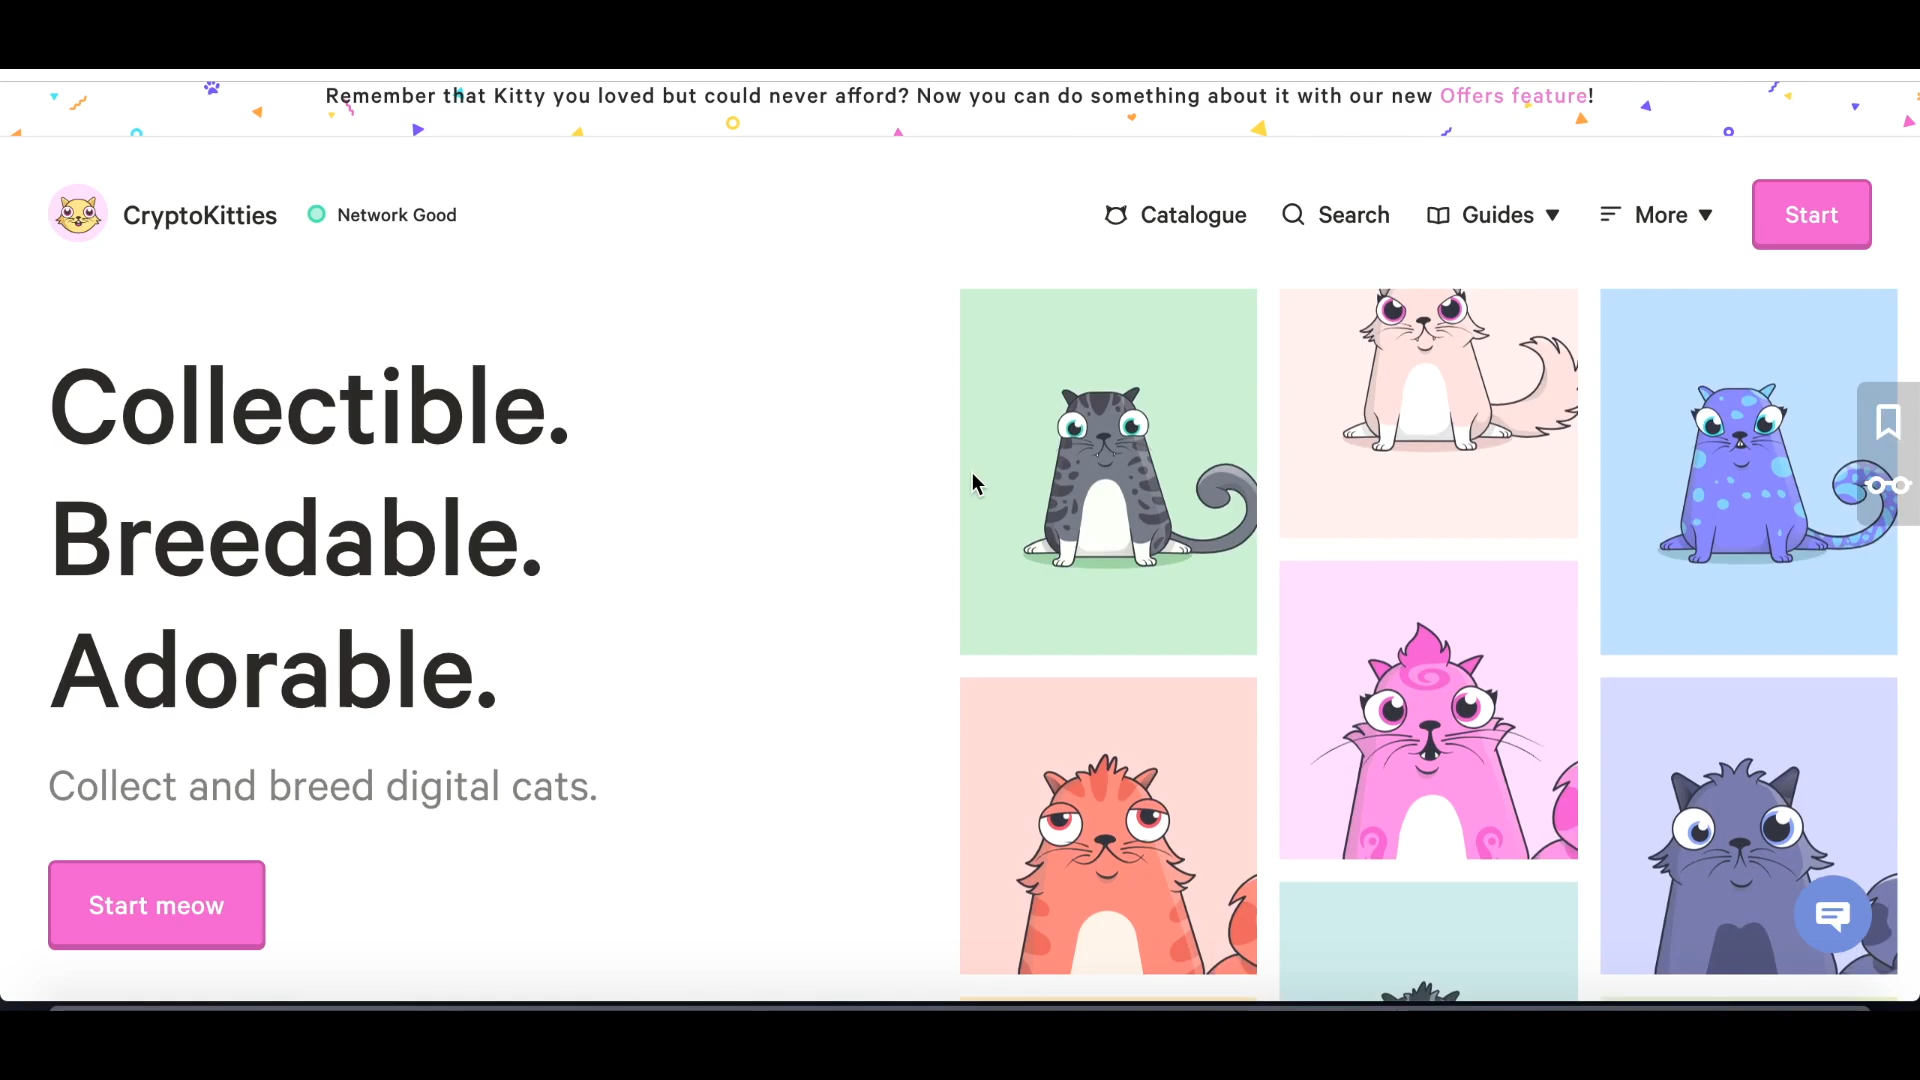 Remember that Kitty you loved but could never afford? Now you can do something about it with our new Offers feature!
CryptoKitties
Network Good
Catalogue
Search
Guides
More
Start
Collectible.
Breedable.
Adorable.
Collect and breed digital cats.
Start meow